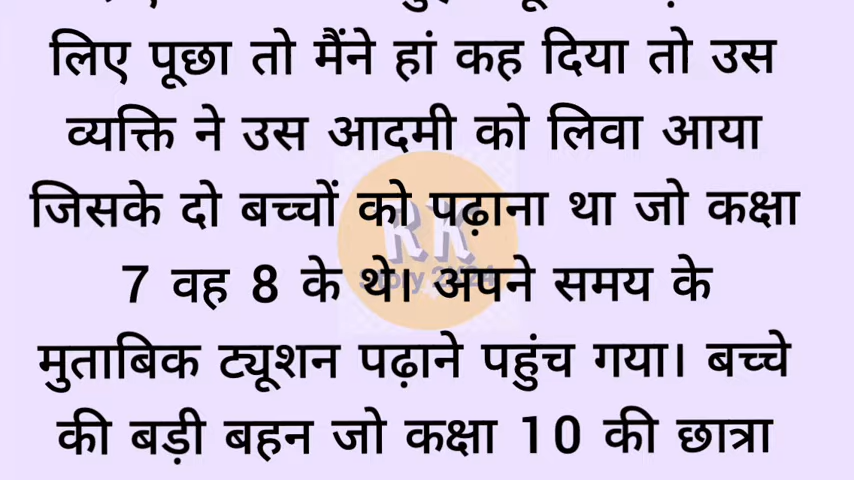 लिए पूछा तो मैंने हां कह दिया तो उस
व्यक्ति ने उस आदमी को लिवा आया
जिसके दो बच्चों को पढ़ाना था जो कक्षा
7 वह 8 के थे। अपने समय के
मुताबिक ट्यूशन पढ़ाने पहुंच गया। बच्चे
की बड़ी बहन जो कक्षा 10 की छात्रा
RK